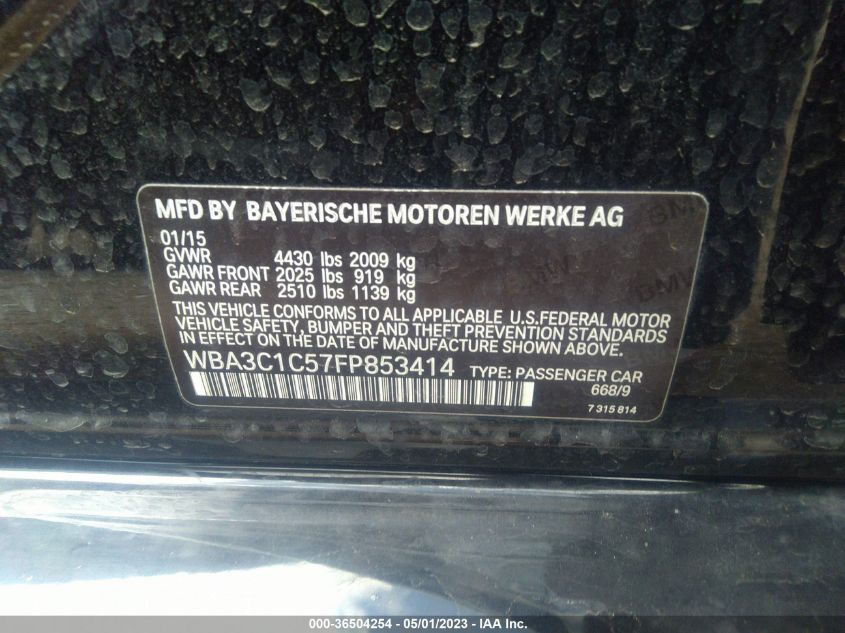 MFD BY BAYERISCHE MOTOREN WERKE AG
01/15
GVWR 4430 lbs 2009 kg
GAWR FRONT 2025 lbs 919 kg
GAWR REAR 2510 lbs 1139 kg
THIS VEHICLE CONFORMS TO ALL APPLICABLE U.S.FEDERAL MOTOR
VEHICLE SAFETY, BUMPER AND THEFT PREVENTION STANDARDS
IN EFFECT ON THE DATE OF MANUFACTURE SHOWN ABOVE.
WBA3C1C57FP853414 TYPE: PASSENGER CAR
668/9
7 315 814
BMW
BMW
BMW
000-36504254 - 05/01/2023 - IAA Inc.